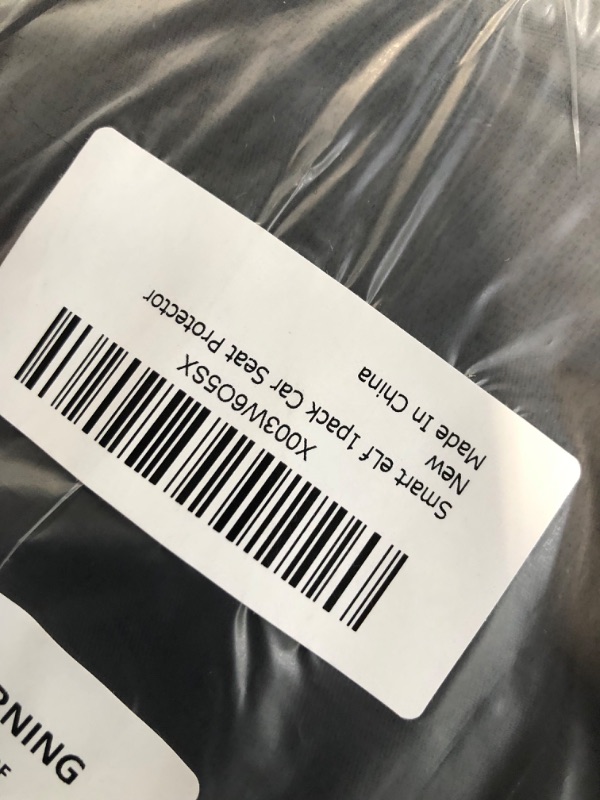 X003W6O5SX
Smart eLf 1pack Car Seat Protector
New
Made In China
RNING